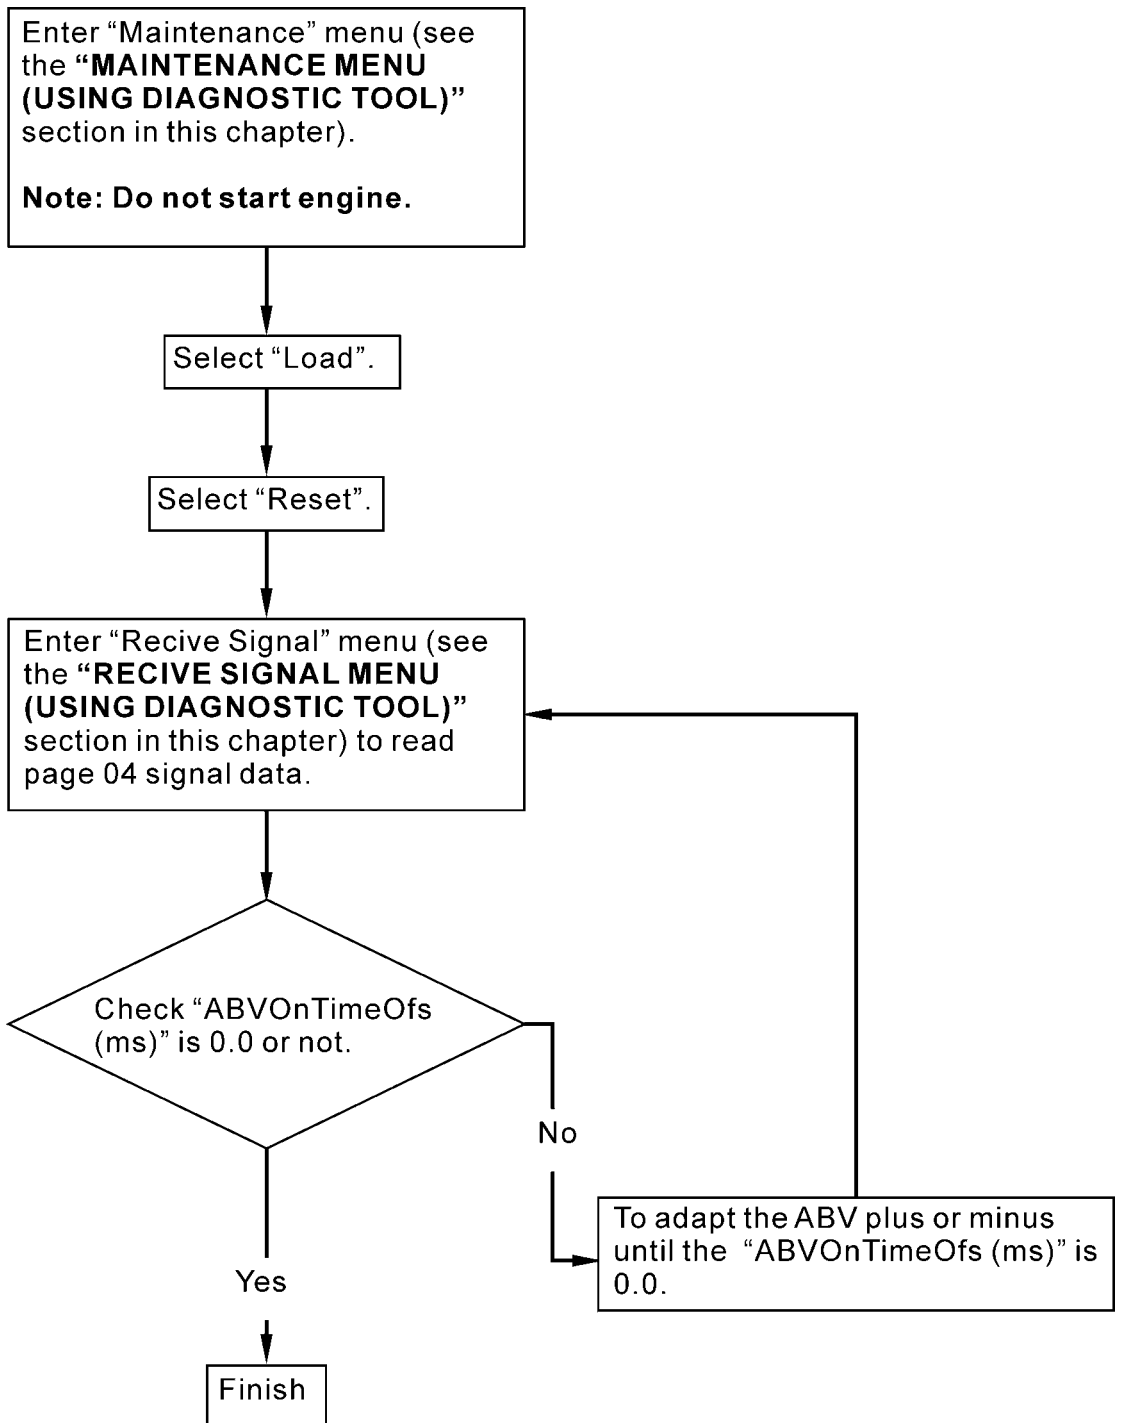 Enter “Maintenance” menu (see
the “MAINTENANCE MENU
(USING DIAGNOSTIC TOOL)”
section in this chapter).
Note: Do not start engine.
Select “Load”.
Select “Reset”.
Enter “Recive Signal” menu (see
the “RECIVE SIGNAL MENU
(USING DIAGNOSTIC TOOL)”
section in this chapter) to read
page 04 signal data.
Check “ABVOnTimeOfs
(ms)” is 0.0 or not.
No
To adapt the ABV plus or minus
until the “ABVOnTimeOfs (ms)” is
0.0.
Yes
Finish